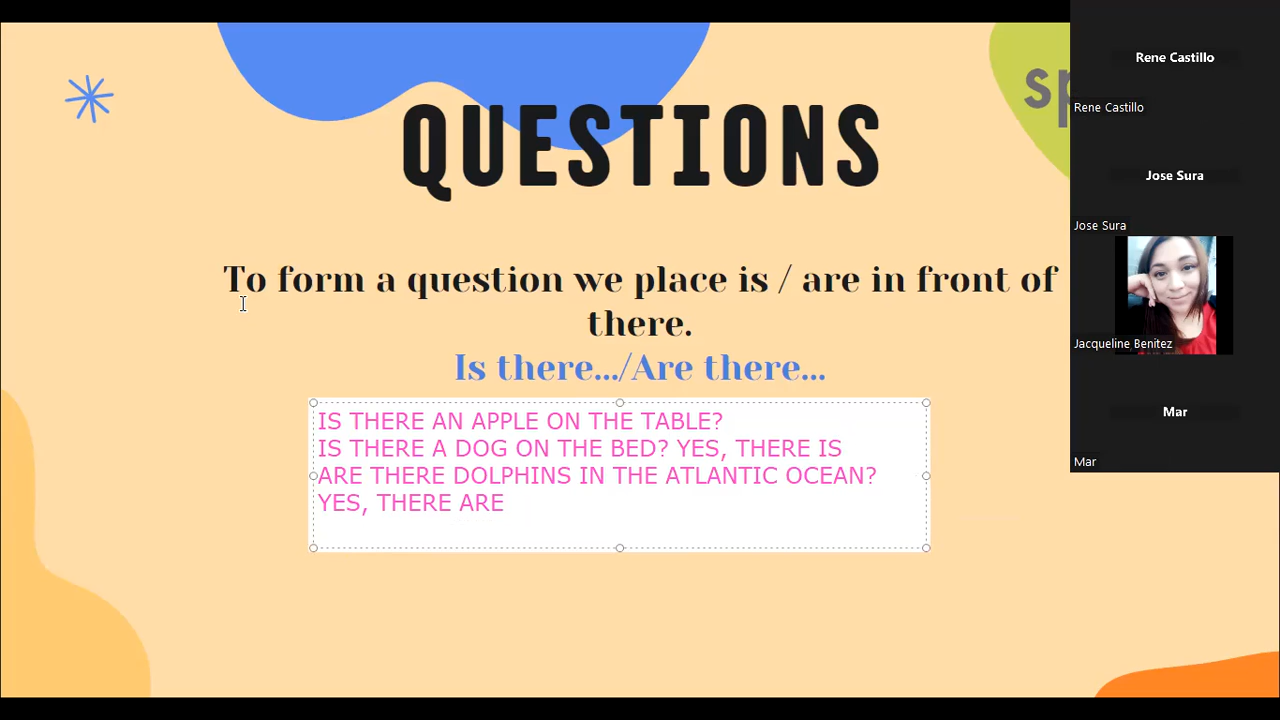 QUESTIONS
To form a question we place is / are in front of
there.
Is there.../Are there...
IS THERE AN APPLE ON THE TABLE?
IS THERE A DOG ON THE BED? YES, THERE IS
ARE THERE DOLPHINS IN THE ATLANTIC OCEAN?
YES, THERE ARE
sp
Rene Castillo
Rene Castillo
Jose Sura
Jose Sura
Jacqueline Benitez
Mar
Mar